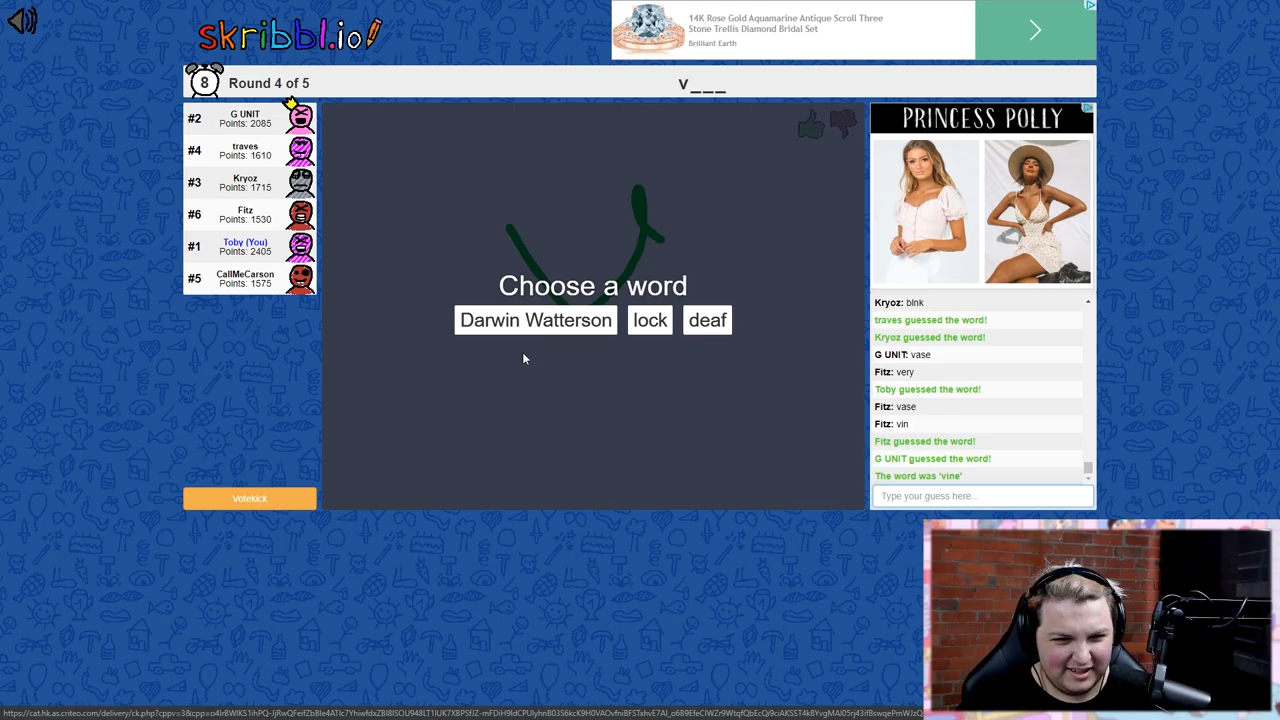 skribbl.io
14K Rose Gold Aquamarine Antique Scroll Three
Stone Trellis Diamond Bridal Set
Brilliant Earth
8
Round 4 of 5
v___
#2
G UNIT
Points: 2085
#4
traves
Points: 1610
#3
Kryoz
Points: 1715
#6
Fitz
Points: 1530
#1
Toby (You)
Points: 2405
#5
CallMeCarson
Points: 1575
Votekick
Choose a word
Darwin Watterson
lock
deaf
PRINCESS POLLY
Kryoz: blnk
traves guessed the word!
Kryoz guessed the word!
G UNIT: vase
Fitz: very
Toby guessed the word!
Fitz: vase
Fitz: vin
Fitz guessed the word!
G UNIT guessed the word!
The word was 'vine'
Type your guess here...